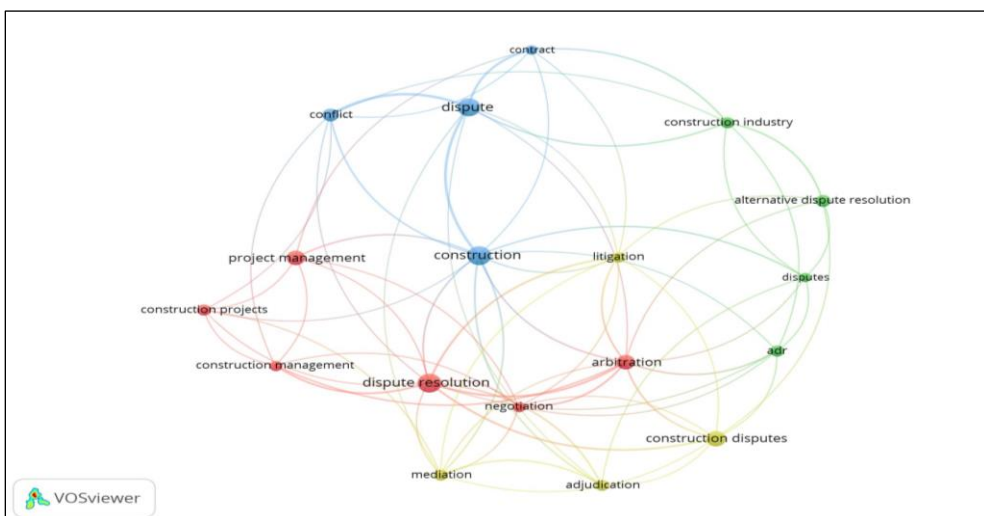 contract
dispute
conflict
construction industry
alternative dispute resolution
construction
litigation
project management
disputes
construction projects
adr
construction management
arbitration
dispute resolution
negotiation
construction disputes
mediation
adjudication
VOSviewer